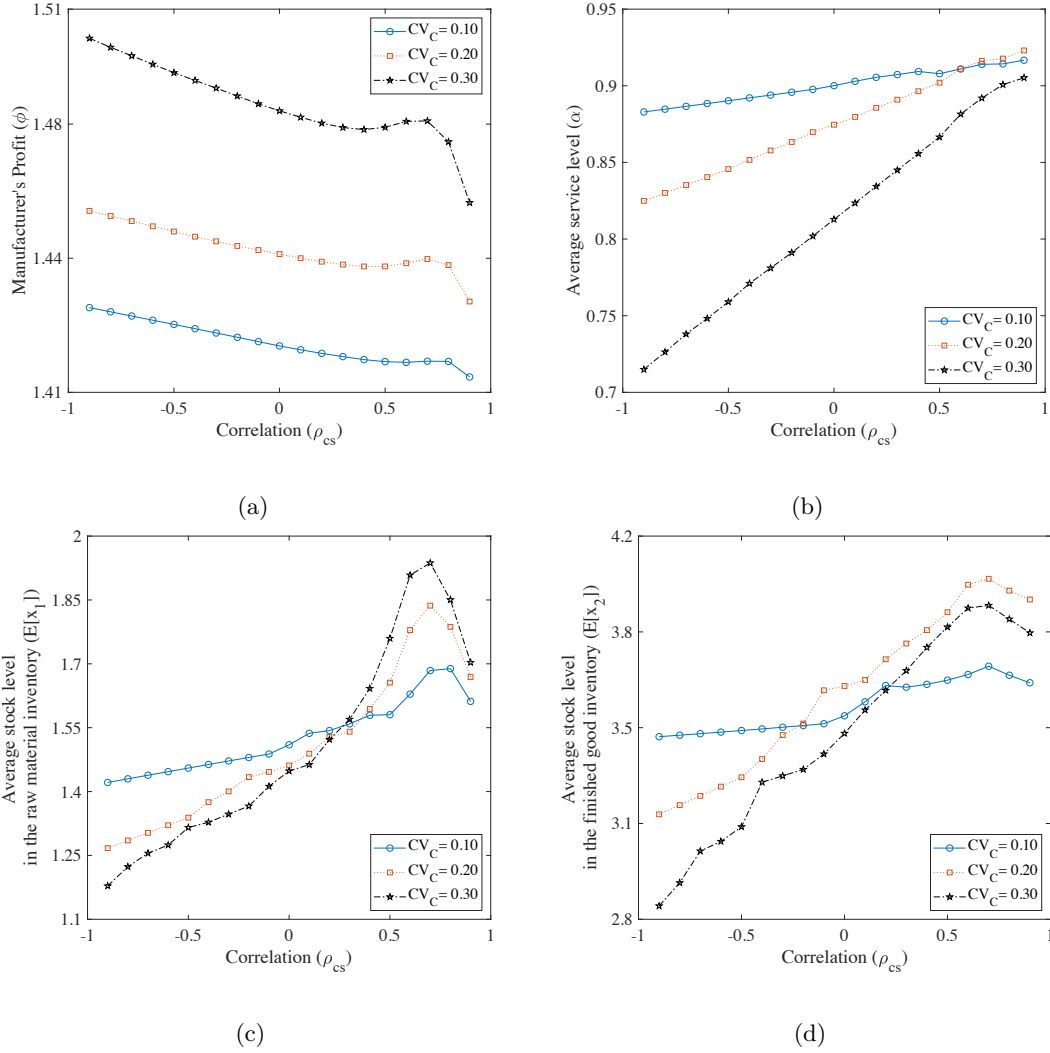 1.51
1.48
1.44
1.41
Manufacturer's Profit (ϕ)
-1 -0.5 0 0.5 1
Correlation (ρcs)
CVC= 0.10
CVC= 0.20
CVC= 0.30
(a)
0.95
0.9
0.85
0.8
0.75
0.7
Average service level (α)
-1 -0.5 0 0.5 1
Correlation (ρcs)
CVC= 0.10
CVC= 0.20
CVC= 0.30
(b)
2
1.85
1.7
1.55
1.4
1.25
1.1
Average stock level
in the raw material inventory (E[x1])
-1 -0.5 0 0.5 1
Correlation (ρcs)
CVC= 0.10
CVC= 0.20
CVC= 0.30
(c)
4.2
3.8
3.5
3.1
2.8
Average stock level
in the finished good inventory (E[x2])
-1 -0.5 0 0.5 1
Correlation (ρcs)
CVC= 0.10
CVC= 0.20
CVC= 0.30
(d)